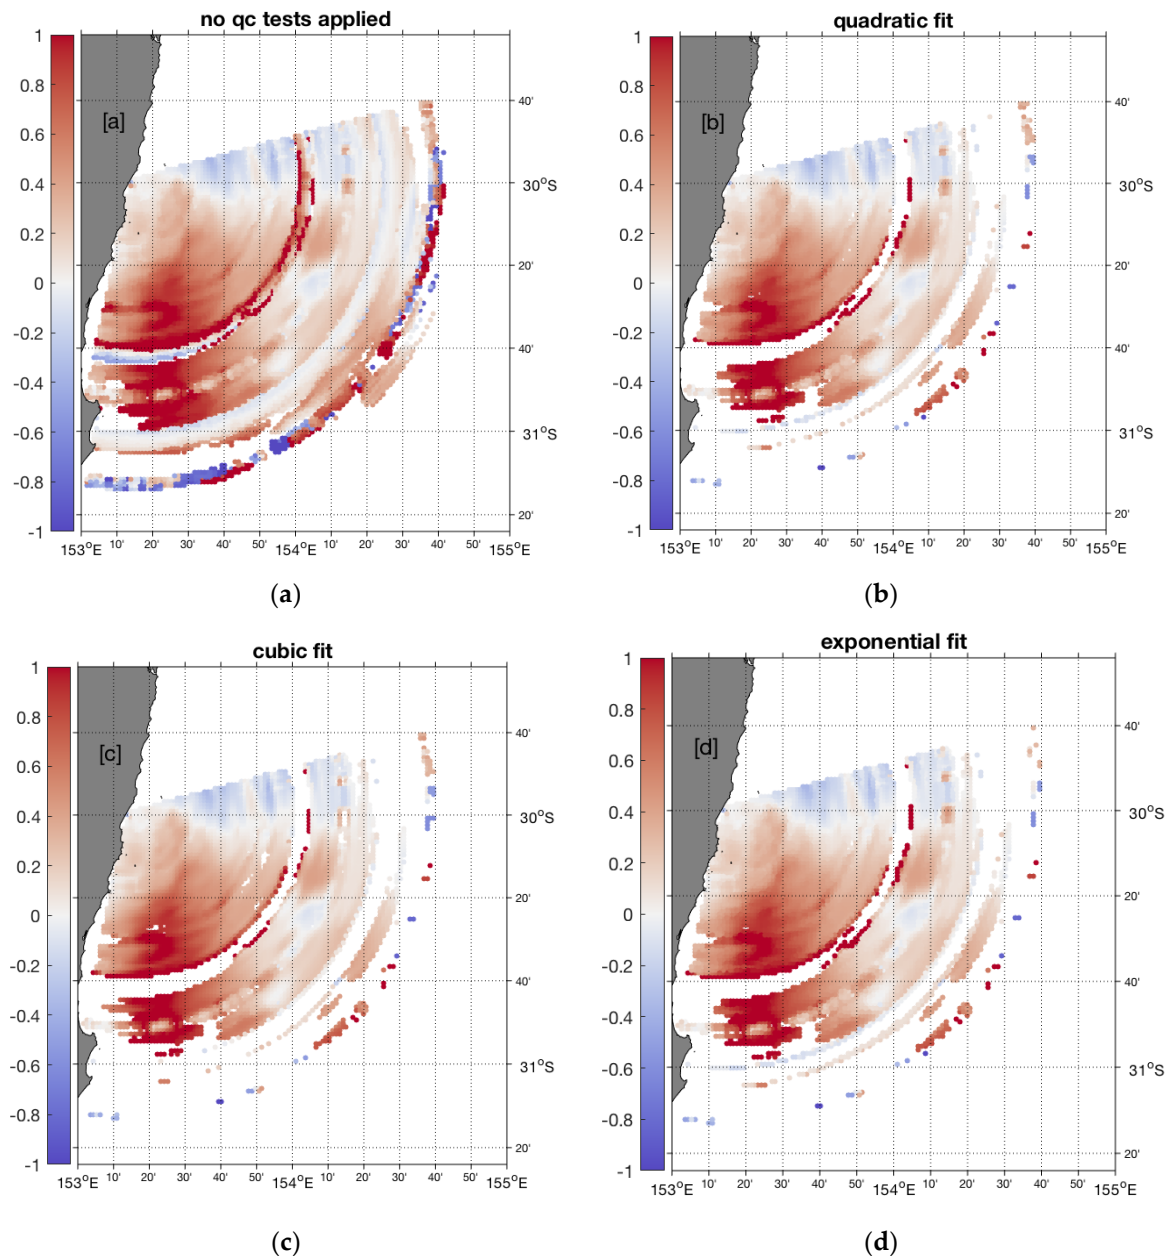 no qc tests applied
1
0.8
0.6
0.4
0.2
0
-0.2
-0.4
-0.6
-0.8
-1
[a]
40'
30°S
20'
40'
31°S
20'
153°E 10' 20' 30' 40' 50' 154°E 10' 20' 30' 40' 50' 155°E
(a)
quadratic fit
1
0.8
0.6
0.4
0.2
0
-0.2
-0.4
-0.6
-0.8
-1
[b]
40'
30°S
20'
40'
31°S
20'
153°E 10' 20' 30' 40' 50' 154°E 10' 20' 30' 40' 50' 155°E
(b)
cubic fit
1
0.8
0.6
0.4
0.2
0
-0.2
-0.4
-0.6
-0.8
-1
[c]
40'
30°S
20'
40'
31°S
20'
153°E 10' 20' 30' 40' 50' 154°E 10' 20' 30' 40' 50' 155°E
(c)
exponential fit
1
0.8
0.6
0.4
0.2
0
-0.2
-0.4
-0.6
-0.8
-1
[d]
40'
30°S
20'
40'
31°S
20'
153°E 10' 20' 30' 40' 50' 154°E 10' 20' 30' 40' 50' 155°E
(d)